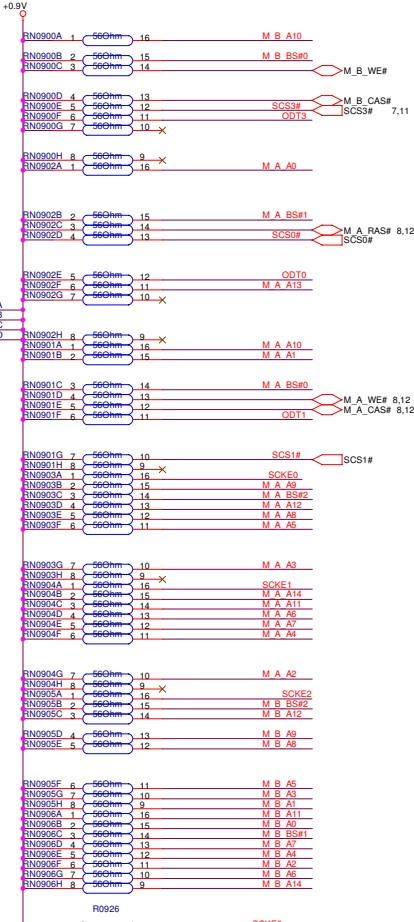 +0.9V
RN0900A 1 56Ohm 16 M_B_A10
RN0900B 2 56Ohm 15 M_B_BS#0
RN0900C 3 56Ohm 14 M_B_WE#
RN0900D 4 56Ohm 13 M_B_CAS#
RN0900E 5 56Ohm 12 SCS3# SCS3# 7,11
RN0900F 6 56Ohm 11 ODT3
RN0900G 7 56Ohm 10
RN0900H 8 56Ohm 9
RN0902A 1 56Ohm 16 M_A_A0
RN0902B 2 56Ohm 15 M_A_BS#1
RN0902C 3 56Ohm 14 M_A_RAS# 8,12
RN0902D 4 56Ohm 13 SCS0# SCS0#
RN0902E 5 56Ohm 12 ODT0
RN0902F 6 56Ohm 11 M_A_A13
RN0902G 7 56Ohm 10
RN0902H 8 56Ohm 9
RN0901A 1 56Ohm 16 M_A_A10
RN0901B 2 56Ohm 15 M_A_A1
RN0901C 3 56Ohm 14 M_A_BS#0
RN0901D 4 56Ohm 13 M_A_WE# 8,12
RN0901E 5 56Ohm 12 M_A_CAS# 8,12
RN0901F 6 56Ohm 11 ODT1
RN0901G 7 56Ohm 10 SCS1# SCS1#
RN0901H 8 56Ohm 9
RN0903A 1 56Ohm 16 SCKE0
RN0903B 2 56Ohm 15 M_A_A9
RN0903C 3 56Ohm 14 M_A_BS#2
RN0903D 4 56Ohm 13 M_A_A12
RN0903E 5 56Ohm 12 M_A_A8
RN0903F 6 56Ohm 11 M_A_A5
RN0903G 7 56Ohm 10 M_A_A3
RN0903H 8 56Ohm 9
RN0904A 1 56Ohm 16 SCKE1
RN0904B 2 56Ohm 15 M_A_A14
RN0904C 3 56Ohm 14 M_A_A11
RN0904D 4 56Ohm 13 M_A_A6
RN0904E 5 56Ohm 12 M_A_A7
RN0904F 6 56Ohm 11 M_A_A4
RN0904G 7 56Ohm 10 M_A_A2
RN0904H 8 56Ohm 9
RN0905A 1 56Ohm 16 SCKE2
RN0905B 2 56Ohm 15 M_B_BS#2
RN0905C 3 56Ohm 14 M_B_A12
RN0905D 4 56Ohm 13 M_B_A9
RN0905E 5 56Ohm 12 M_B_A8
RN0905F 6 56Ohm 11 M_B_A5
RN0905G 7 56Ohm 10 M_B_A3
RN0905H 8 56Ohm 9 M_B_A1
RN0906A 1 56Ohm 16 M_B_A11
RN0906B 2 56Ohm 15 M_B_A0
RN0906C 3 56Ohm 14 M_B_BS#1
RN0906D 4 56Ohm 13 M_B_A7
RN0906E 5 56Ohm 12 M_B_A4
RN0906F 6 56Ohm 11 M_B_A2
RN0906G 7 56Ohm 10 M_B_A6
RN0906H 8 56Ohm 9 M_B_A14
R0926